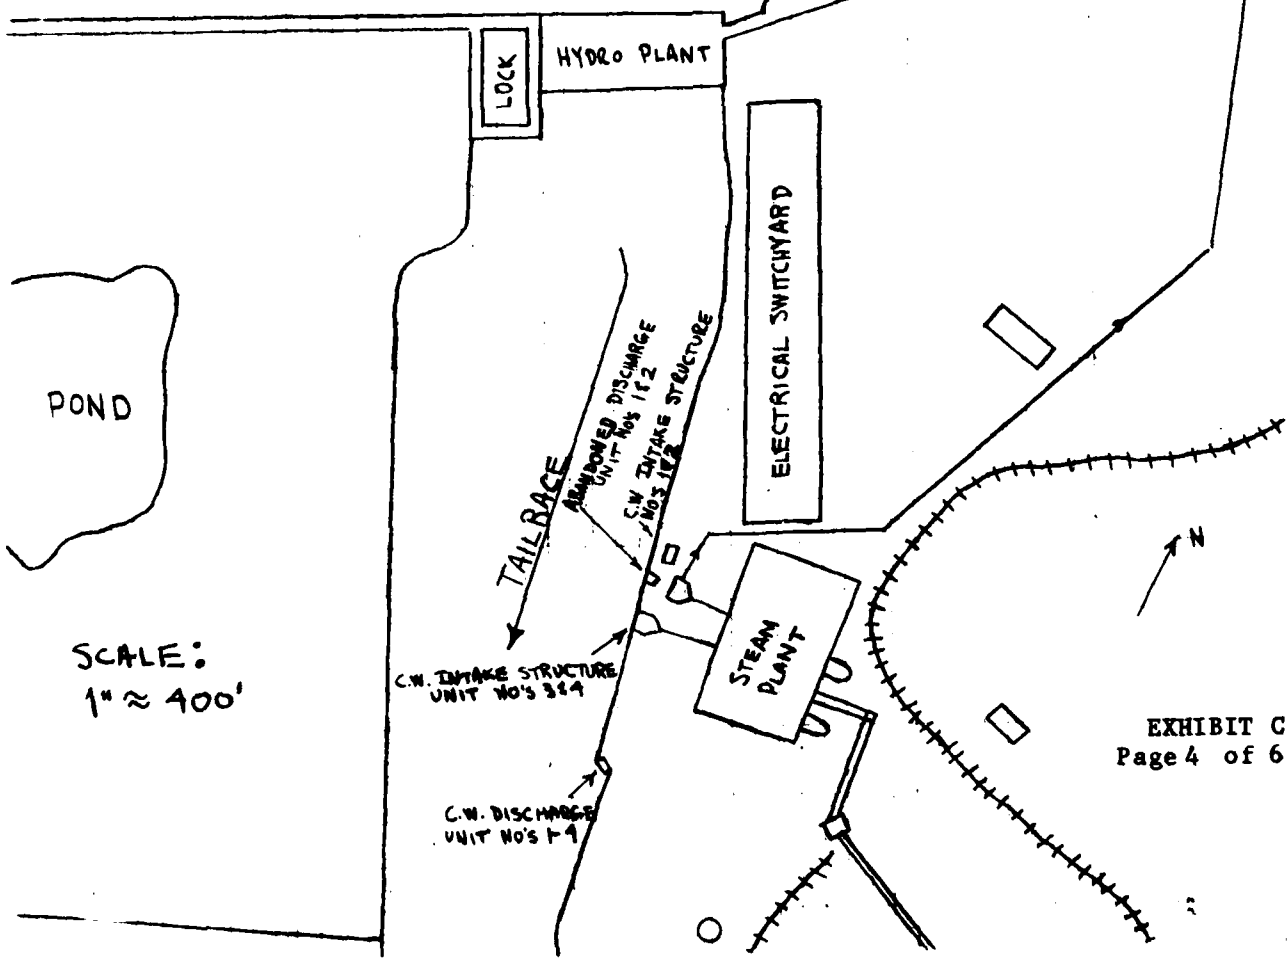 HYDRO PLANT
LOCK
ELECTRICAL SWITCHYARD
POND
ABANDONED DISCHARGE
UNIT NO'S 1&2
C.W INTAKE STRUCTURE
NO'S 1&2
TAILRACE
N
STEAM
PLANT
SCALE:
1" ≈ 400'
C.W. INTAKE STRUCTURE
UNIT NO'S 3&4
EXHIBIT C
Page 4 of 6
C.W. DISCHARGE
UNIT NO'S 1-4